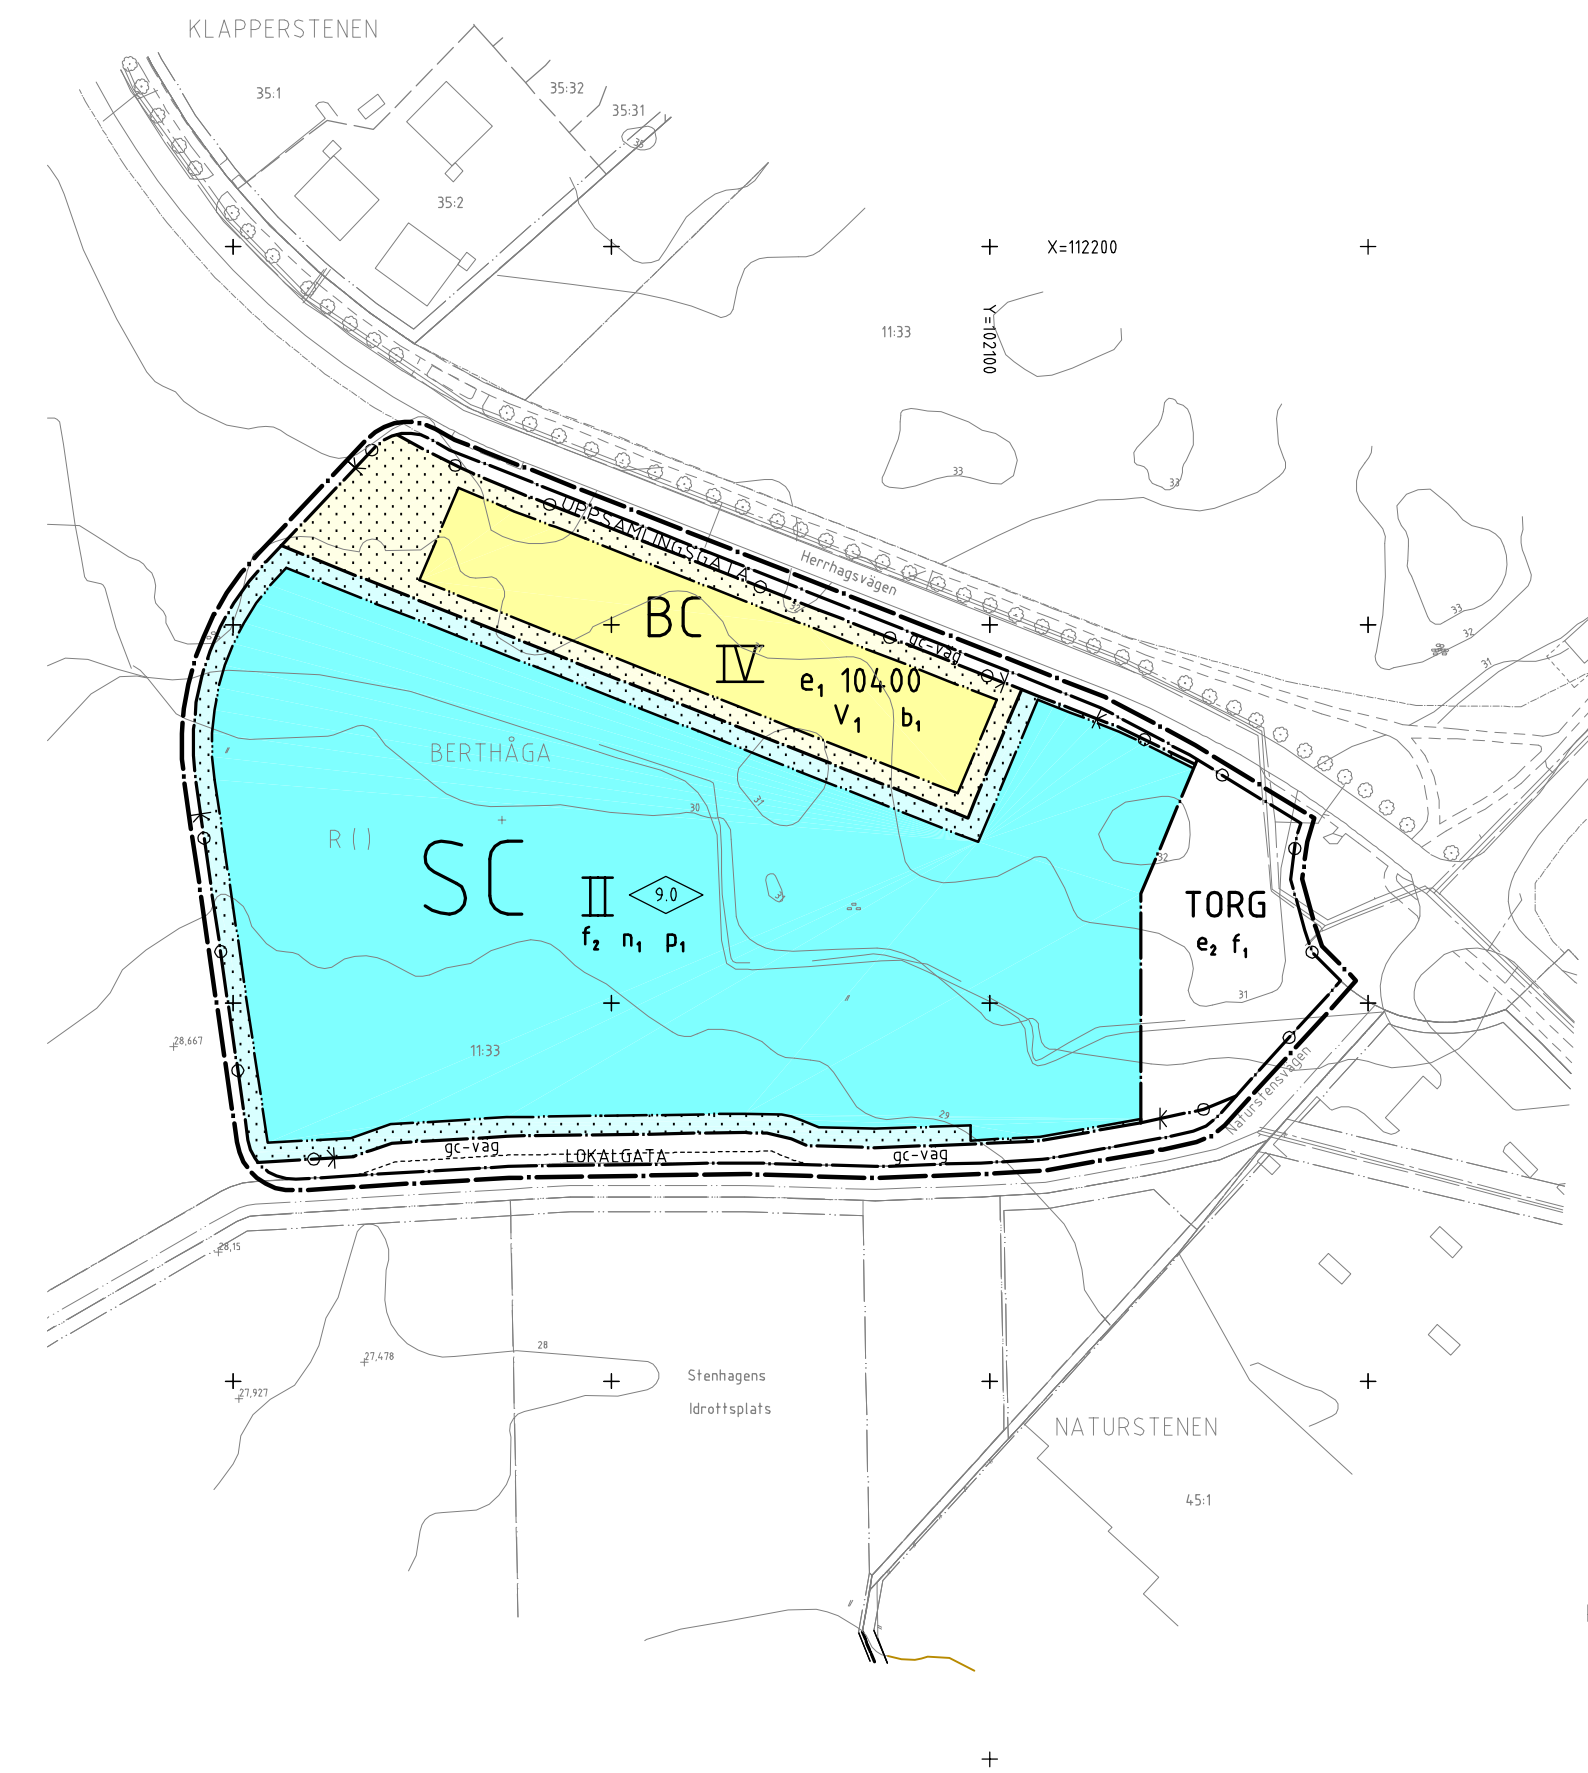 KLAPPERSTENEN
35:1
35:32
35:31
35
35:2
X=112200
Y=102100
11:33
33
33
UPPSAMLINGSGATA
Herrhagsvägen
gc-väg
33
32
31
BC
IV
e₁ 10400
V₁ b₁
BERTHÅGA
31
30
R ( )
SC
II
9.0
f₂ n₁ p₁
32
TORG
e₂ f₁
31
28,667
11:33
29
Naturstensvägen
gc-väg
LOKALGATA
gc-väg
28,15
28
27,478
27,927
Stenhagens
Idrottsplats
NATURSTENEN
45:1